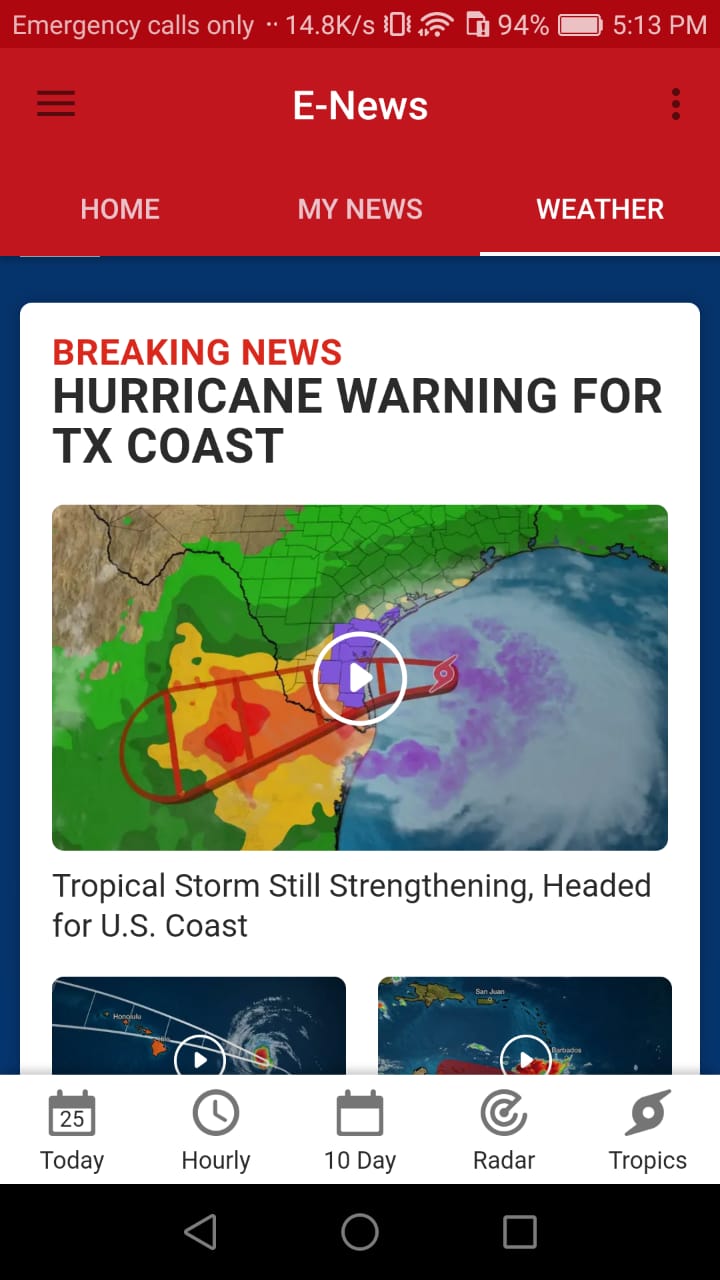 Emergency calls only ·· 14.8K/s 94% 5:13 PM
E-News
HOME MY NEWS WEATHER
BREAKING NEWS
HURRICANE WARNING FOR
TX COAST
Tropical Storm Still Strengthening, Headed
for U.S. Coast
Honolulu
Hilo
San Juan
Barbados
25
Today Hourly 10 Day Radar Tropics